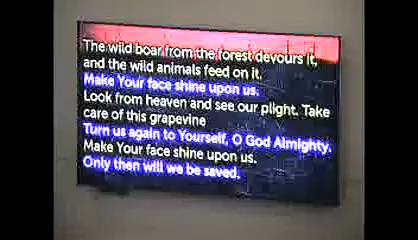 The wild boar from the forest devours it,
and the wild animals feed on it.
Make Your face shine upon us.
Look from heaven and see our plight. Take
care of this grapevine
Turn us again to Yourself, O God Almighty.
Make Your face shine upon us.
Only then will we be saved.